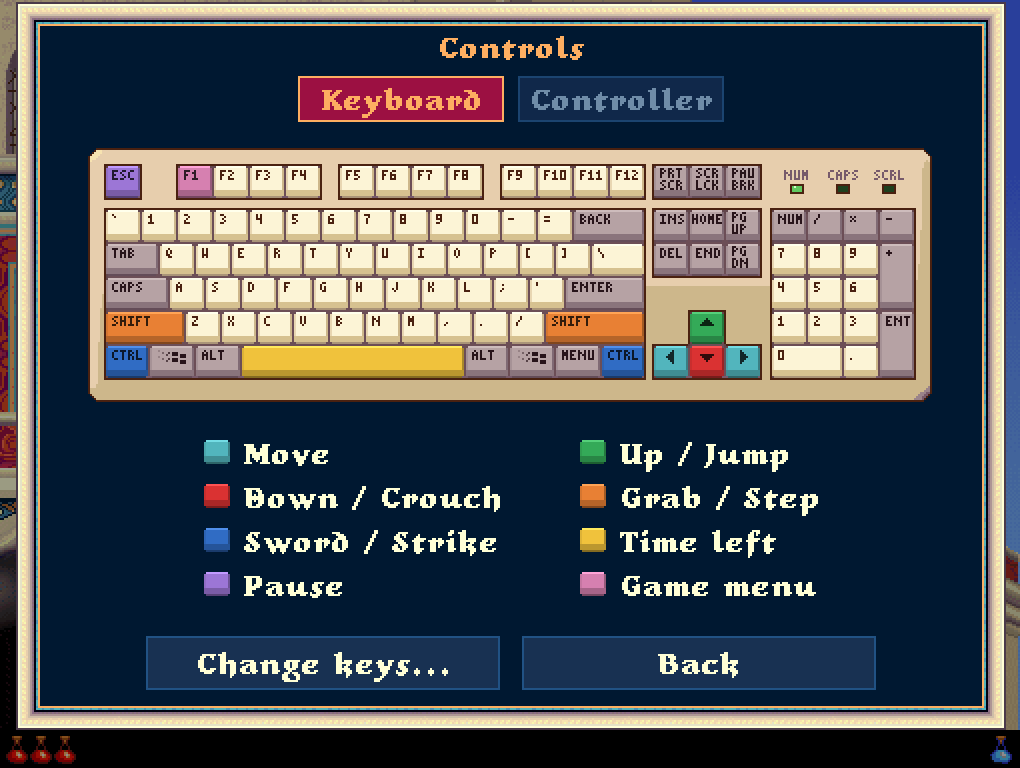 Controls
Keyboard Controller
ESC F1 F2 F3 F4 F5 F6 F7 F8 F9 F10 F11 F12 PRT SCR SCR LCK PAU BRK NUM CAPS SCRL
` 1 2 3 4 5 6 7 8 9 0 - = BACK INS HOME PG UP NUM / * -
TAB Q W E R T Y U I O P [ ] \ DEL END PG DN 7 8 9 +
CAPS A S D F G H J K L ; ' ENTER 4 5 6
SHIFT Z X C V B N M , . / SHIFT 1 2 3 ENT
CTRL ALT ALT MENU CTRL 0 .
Move Up / Jump
Down / Crouch Grab / Step
Sword / Strike Time left
Pause Game menu
Change keys... Back